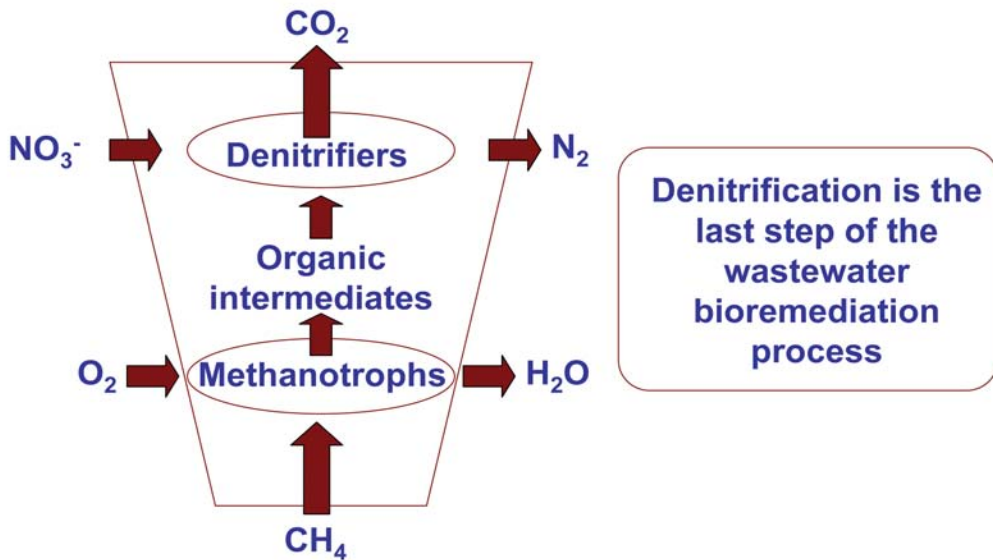 CO₂
NO₃⁻
Denitrifiers
N₂
Organic
intermediates
O₂
Methanotrophs
H₂O
CH₄
Denitrification is the
last step of the
wastewater
bioremediation
process